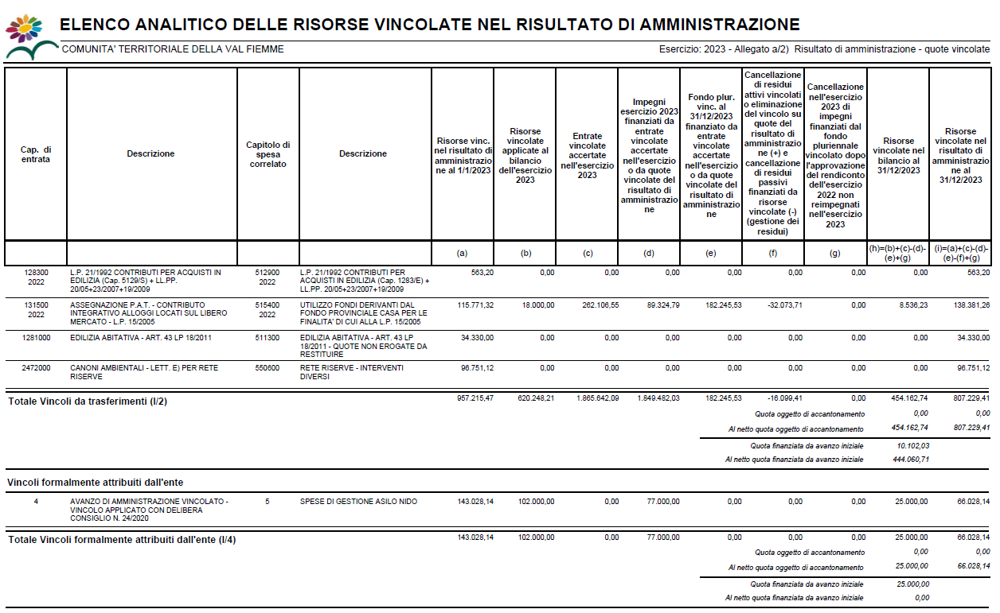 ELENCO ANALITICO DELLE RISORSE VINCOLATE NEL RISULTATO DI AMMINISTRAZIONE
COMUNITA' TERRITORIALE DELLA VAL FIEMME
Esercizio: 2023 - Allegato a/2) Risultato di amministrazione - quote vincolate
Cap. di
entrata
Descrizione
Capitolo di
spesa
correlato
Descrizione
Risorse vinc.
nel risultato di
amministrazio
ne al 1/1/2023
Risorse
vincolate
applicate al
bilancio
dell'esercizio
2023
Entrate
vincolate
accertate
nell'esercizio
2023
Impegni
esercizio 2023
finanziati da
entrate
vincolate
accertate
nell'esercizio
o da quote
vincolate del
risultato di
amministrazio
ne
Fondo plur.
vinc. al
31/12/2023
finanziato da
entrate
vincolate
accertate
nell'esercizio
o da quote
vincolate del
risultato di
amministrazio
ne
Cancellazione
di residui
attivi vincolati
o eliminazione
del vincolo su
quote del
risultato di
amministrazio
ne (+) e
cancellazione
di residui
passivi
finanziati da
risorse
vincolate (-)
(gestione dei
residui)
Cancellazione
nell'esercizio
2023 di
impegni
finanziati dal
fondo
pluriennale
vincolato dopo
l'approvazione
del rendiconto
dell'esercizio
2022 non
reimpegnati
nell'esercizio
2023
Risorse
vincolate nel
bilancio al
31/12/2023
Risorse
vincolate nel
risultato di
amministrazio
ne al
31/12/2023
(a) (b) (c) (d) (e) (f) (g) (h)=(b)+(c)-(d)- (i)=(a)+(c)-(d)-
(e)+(g) (e)-(f)+(g)
128300 L.P. 21/1992 CONTRIBUTI PER ACQUISTI IN 512900 L.P. 21/1992 CONTRIBUTI PER 563,20 0,00 0,00 0,00 0,00 0,00 0,00 0,00 563,20
2022 EDILIZIA (Cap. 5129/S) + LL.PP. 2022 ACQUISTI IN EDILIZIA (Cap. 1283/E) +
20/05+23/2007+19/2009 LL.PP. 20/05+23/2007+19/2009
131500 ASSEGNAZIONE P.A.T. - CONTRIBUTO 515400 UTILIZZO FONDI DERIVANTI DAL 115.771,32 18.000,00 262.106,55 89.324,79 182.245,53 -32.073,71 0,00 8.536,23 138.381,26
2022 INTEGRATIVO ALLOGGI LOCATI SUL LIBERO 2022 FONDO PROVINCIALE CASA PER LE
MERCATO - L.P. 15/2005 FINALITA' DI CUI ALLA L.P. 15/2005
1281000 EDILIZIA ABITATIVA - ART. 43 LP 18/2011 511300 EDILIZIA ABITATIVA - ART. 43 LP 34.330,00 0,00 0,00 0,00 0,00 0,00 0,00 0,00 34.330,00
18/2011 - QUOTE NON EROGATE DA
RESTITUIRE
2472000 CANONI AMBIENTALI - LETT. E) PER RETE 550600 RETE RISERVE - INTERVENTI 96.751,12 0,00 0,00 0,00 0,00 0,00 0,00 0,00 96.751,12
RISERVE DIVERSI
Totale Vincoli da trasferimenti (l/2) 957.215,47 620.248,21 1.865.642,09 1.849.482,03 182.245,53 -16.099,41 0,00 454.162,74 807.229,41
Quota oggetto di accantonamento 0,00 0,00
Al netto quota oggetto di accantonamento 454.162,74 807.229,41
Quota finanziata da avanzo iniziale 10.102,03
Al netto quota finanziata da avanzo iniziale 444.060,71
Vincoli formalmente attribuiti dall'ente
4 AVANZO DI AMMINISTRAZIONE VINCOLATO - 5 SPESE DI GESTIONE ASILO NIDO 143.028,14 102.000,00 0,00 77.000,00 0,00 0,00 0,00 25.000,00 66.028,14
VINCOLO APPLICATO CON DELIBERA
CONSIGLIO N. 24/2020
Totale Vincoli formalmente attribuiti dall'ente (l/4) 143.028,14 102.000,00 0,00 77.000,00 0,00 0,00 0,00 25.000,00 66.028,14
Quota oggetto di accantonamento 0,00 0,00
Al netto quota oggetto di accantonamento 25.000,00 66.028,14
Quota finanziata da avanzo iniziale 25.000,00
Al netto quota finanziata da avanzo iniziale 0,00